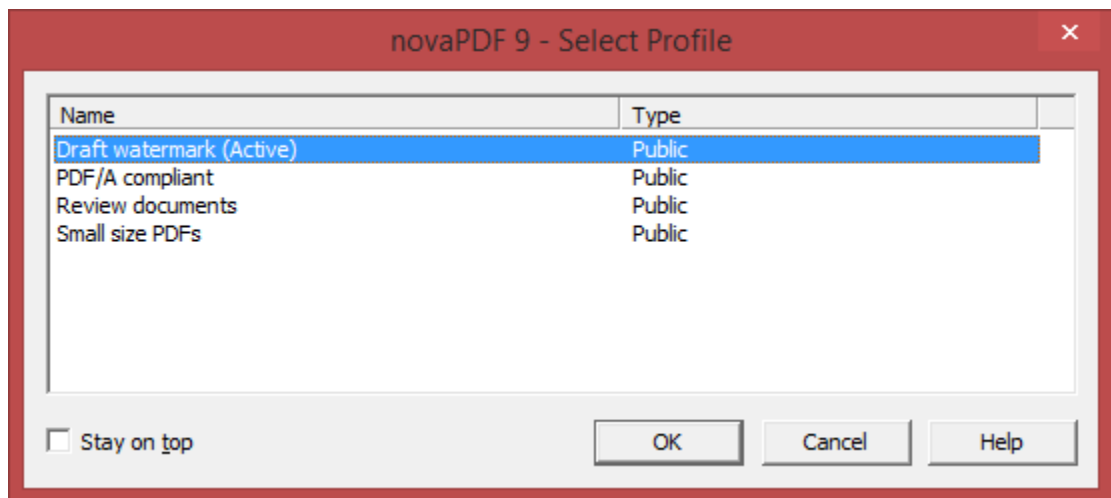 novaPDF 9 - Select Profile
Name Type
Draft watermark (Active) Public
PDF/A compliant Public
Review documents Public
Small size PDFs Public
Stay on top OK Cancel Help